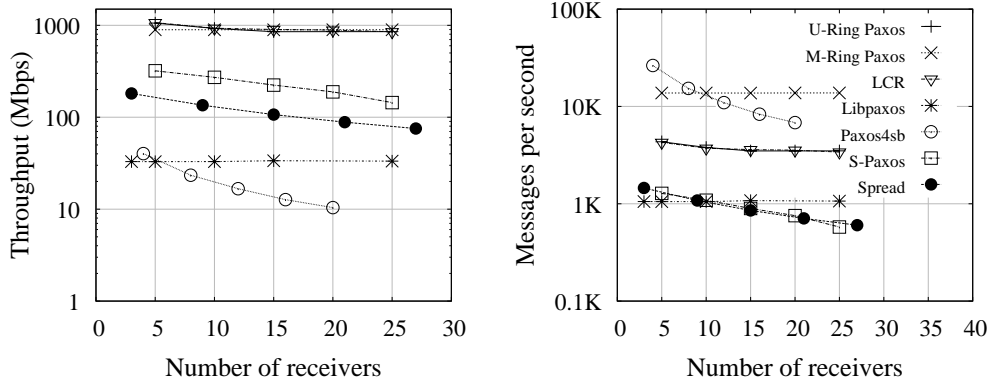 Throughput (Mbps)
1000
100
10
1
0 5 10 15 20 25 30
Number of receivers
Messages per second
100K
10K
1K
0.1K
0 5 10 15 20 25 30 35 40
Number of receivers
U-Ring Paxos
M-Ring Paxos
LCR
Libpaxos
Paxos4sb
S-Paxos
Spread